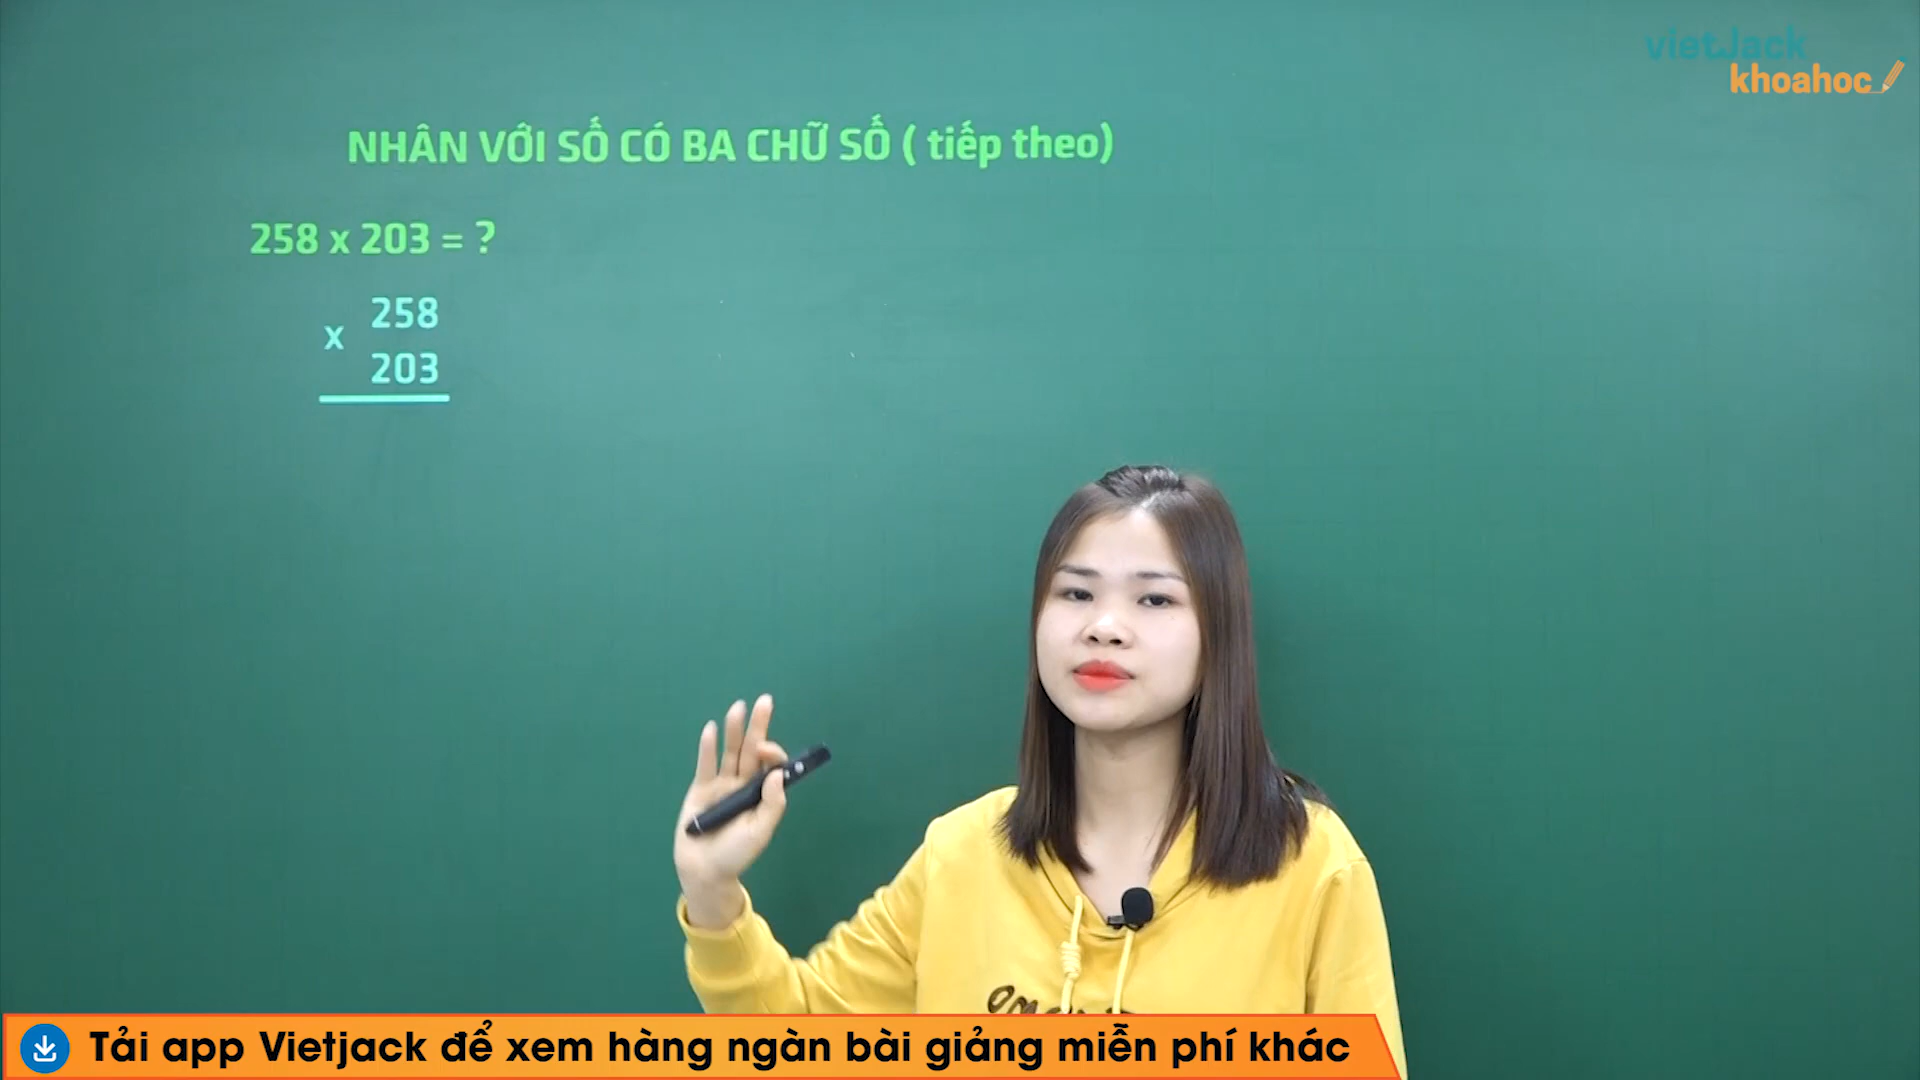 vietJack
khoahoc
NHÂN VỚI SỐ CÓ BA CHỮ SỐ ( tiếp theo)
258 x 203 = ?
258
x
203
Tải app Vietjack để xem hàng ngàn bài giảng miễn phí khác